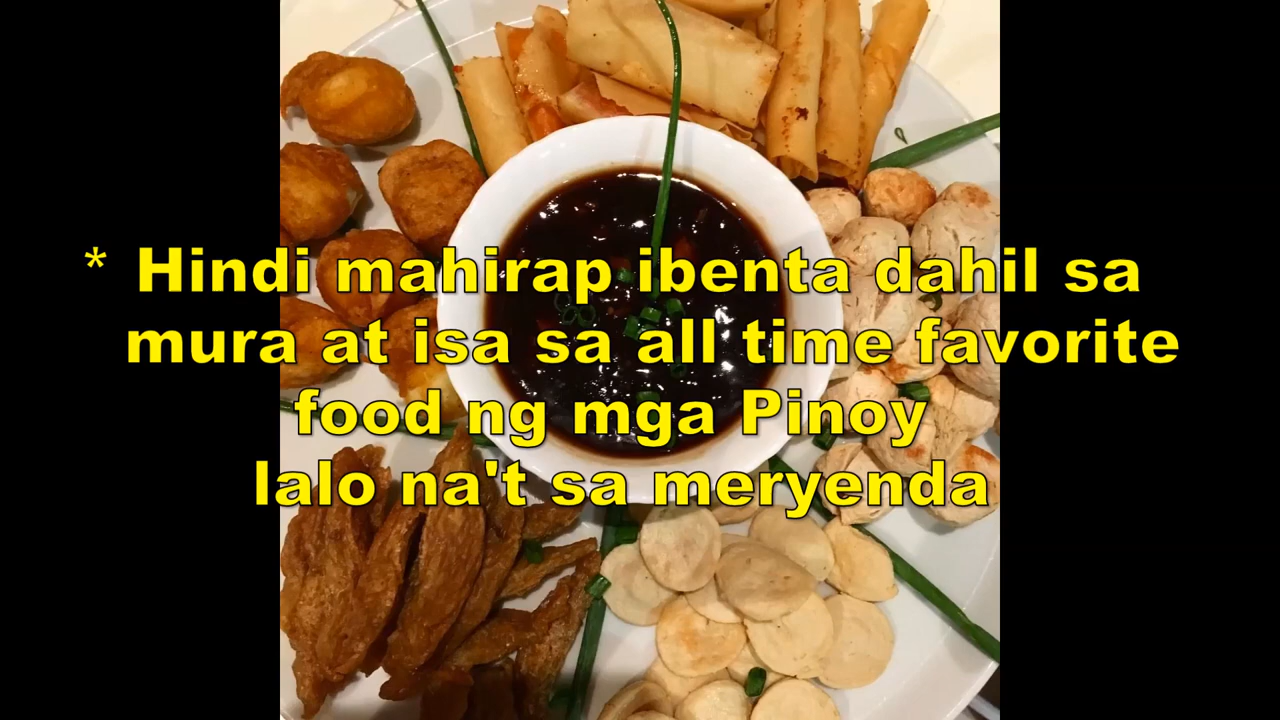 * Hindi mahirap ibenta dahil sa
mura at isa sa all time favorite
food ng mga Pinoy
lalo na't sa meryenda